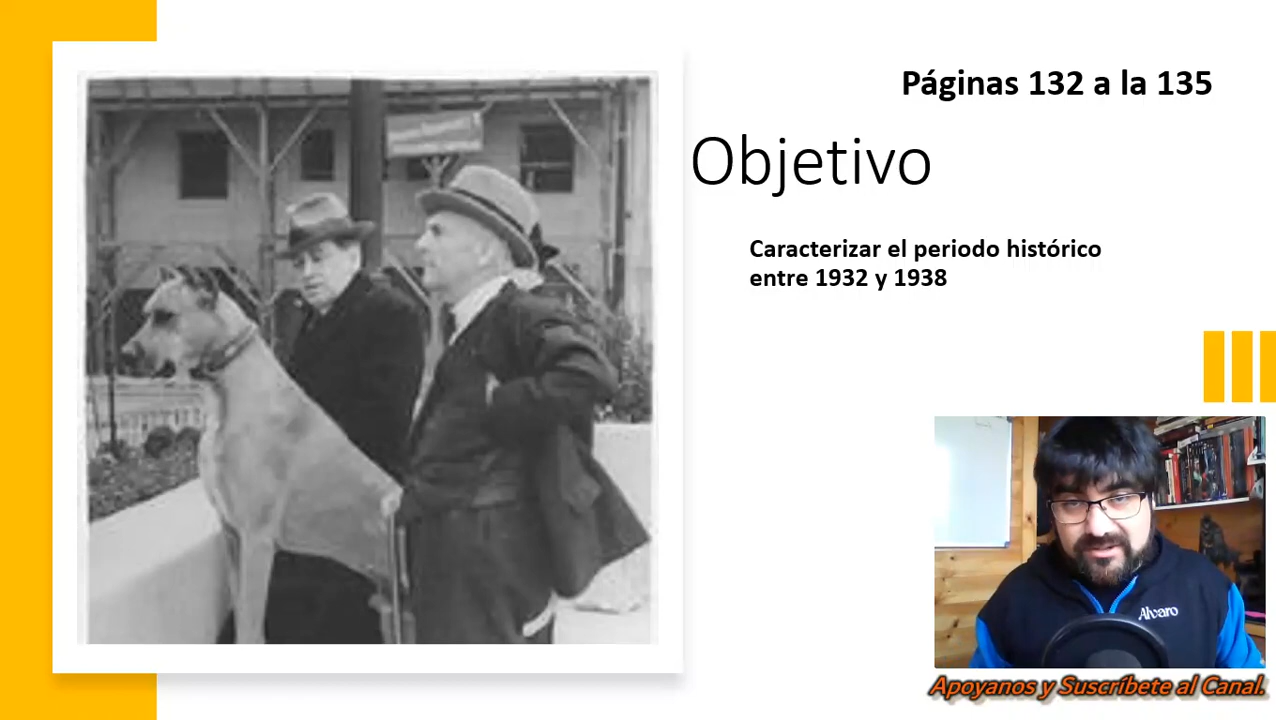 Páginas 132 a la 135
Objetivo
Caracterizar el periodo histórico
entre 1932 y 1938
Alvaro
Apoyanos y Suscríbete al Canal.